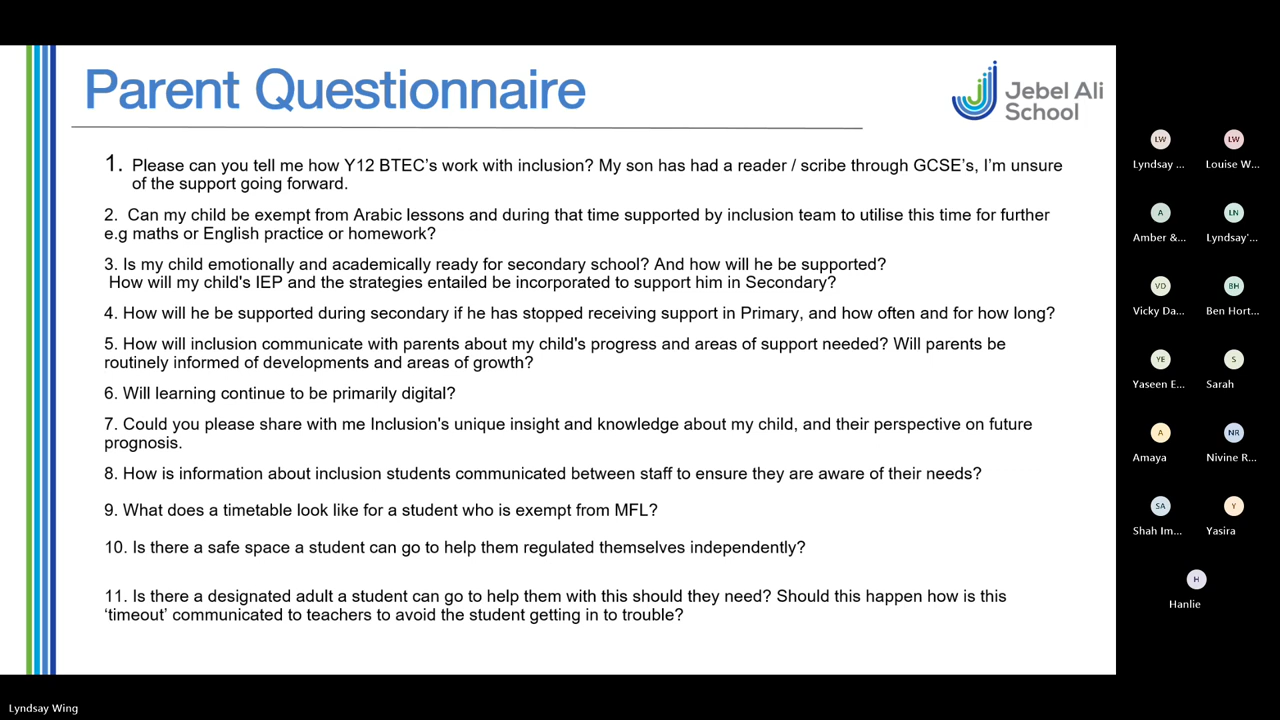 Parent Questionnaire
Jebel Ali
School
1. Please can you tell me how Y12 BTEC's work with inclusion? My son has had a reader / scribe through GCSE's, I'm unsure
of the support going forward.
2. Can my child be exempt from Arabic lessons and during that time supported by inclusion team to utilise this time for further
e.g maths or English practice or homework?
3. Is my child emotionally and academically ready for secondary school? And how will he be supported?
How will my child's IEP and the strategies entailed be incorporated to support him in Secondary?
4. How will he be supported during secondary if he has stopped receiving support in Primary, and how often and for how long?
5. How will inclusion communicate with parents about my child's progress and areas of support needed? Will parents be
routinely informed of developments and areas of growth?
6. Will learning continue to be primarily digital?
7. Could you please share with me Inclusion's unique insight and knowledge about my child, and their perspective on future
prognosis.
8. How is information about inclusion students communicated between staff to ensure they are aware of their needs?
9. What does a timetable look like for a student who is exempt from MFL?
10. Is there a safe space a student can go to help them regulated themselves independently?
11. Is there a designated adult a student can go to help them with this should they need? Should this happen how is this
‘timeout’ communicated to teachers to avoid the student getting in to trouble?
LW
LW
Lyndsay ...
Louise W...
A
LN
Amber &...
Lyndsay'...
VD
BH
Vicky Da...
Ben Hort...
YE
S
Yaseen E...
Sarah
A
NR
Amaya
Nivine R...
SA
Y
Shah Im...
Yasira
H
Hanlie
Lyndsay Wing